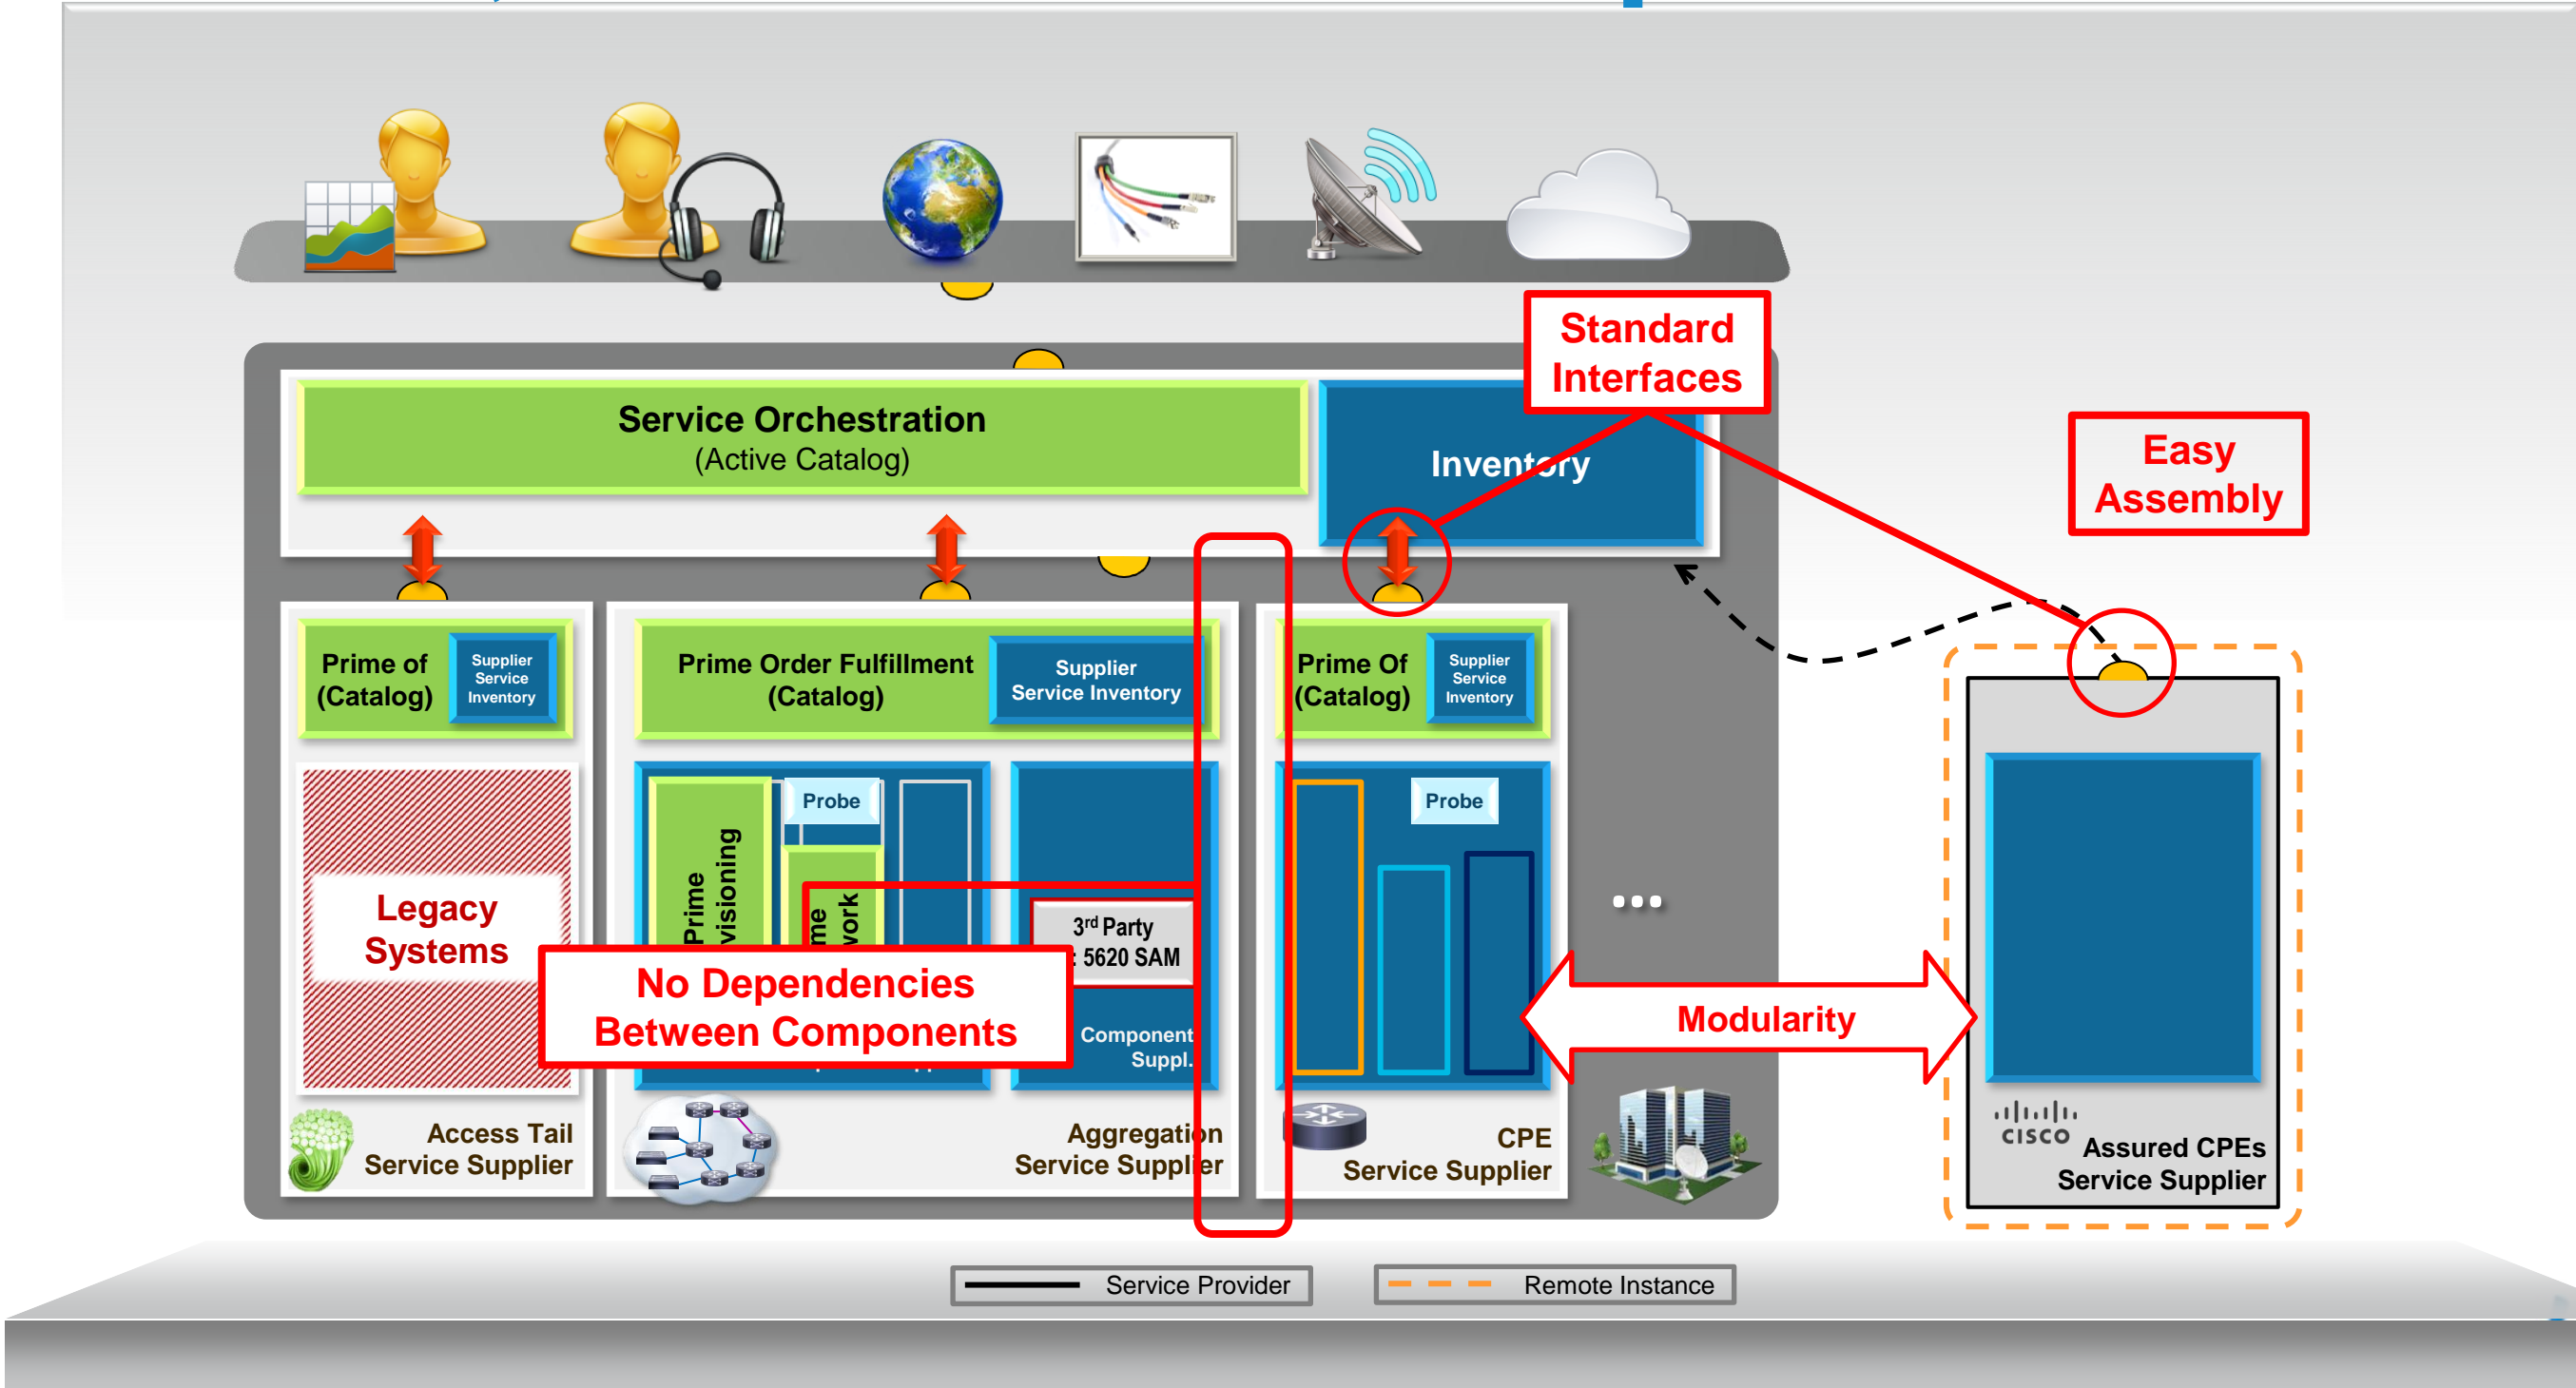 Standard
Interfaces
Service Orchestration
(Active Catalog)
Inventory
Easy
Assembly
Prime of
(Catalog)
Supplier
Service
Inventory
Prime Order Fulfillment
(Catalog)
Supplier
Service Inventory
Prime Of
(Catalog)
Supplier
Service
Inventory
Probe
Probe
Prime
visioning
me
work
Legacy
Systems
3rd Party
: 5620 SAM
...
No Dependencies
Between Components
Component
Suppl.
Modularity
Access Tail
Service Supplier
Aggregation
Service Supplier
CPE
Service Supplier
CISCO
Assured CPEs
Service Supplier
Service Provider
Remote Instance